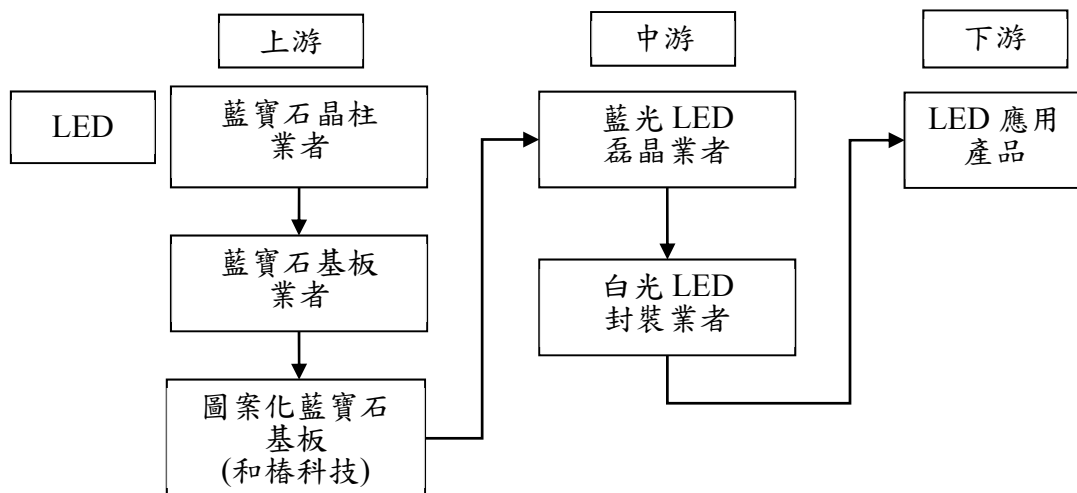 上游
中游
下游
LED
藍寶石晶柱
業者
藍寶石基板
業者
圖案化藍寶石
基板
(和椿科技)
藍光 LED
磊晶業者
白光 LED
封裝業者
LED 應用
產品